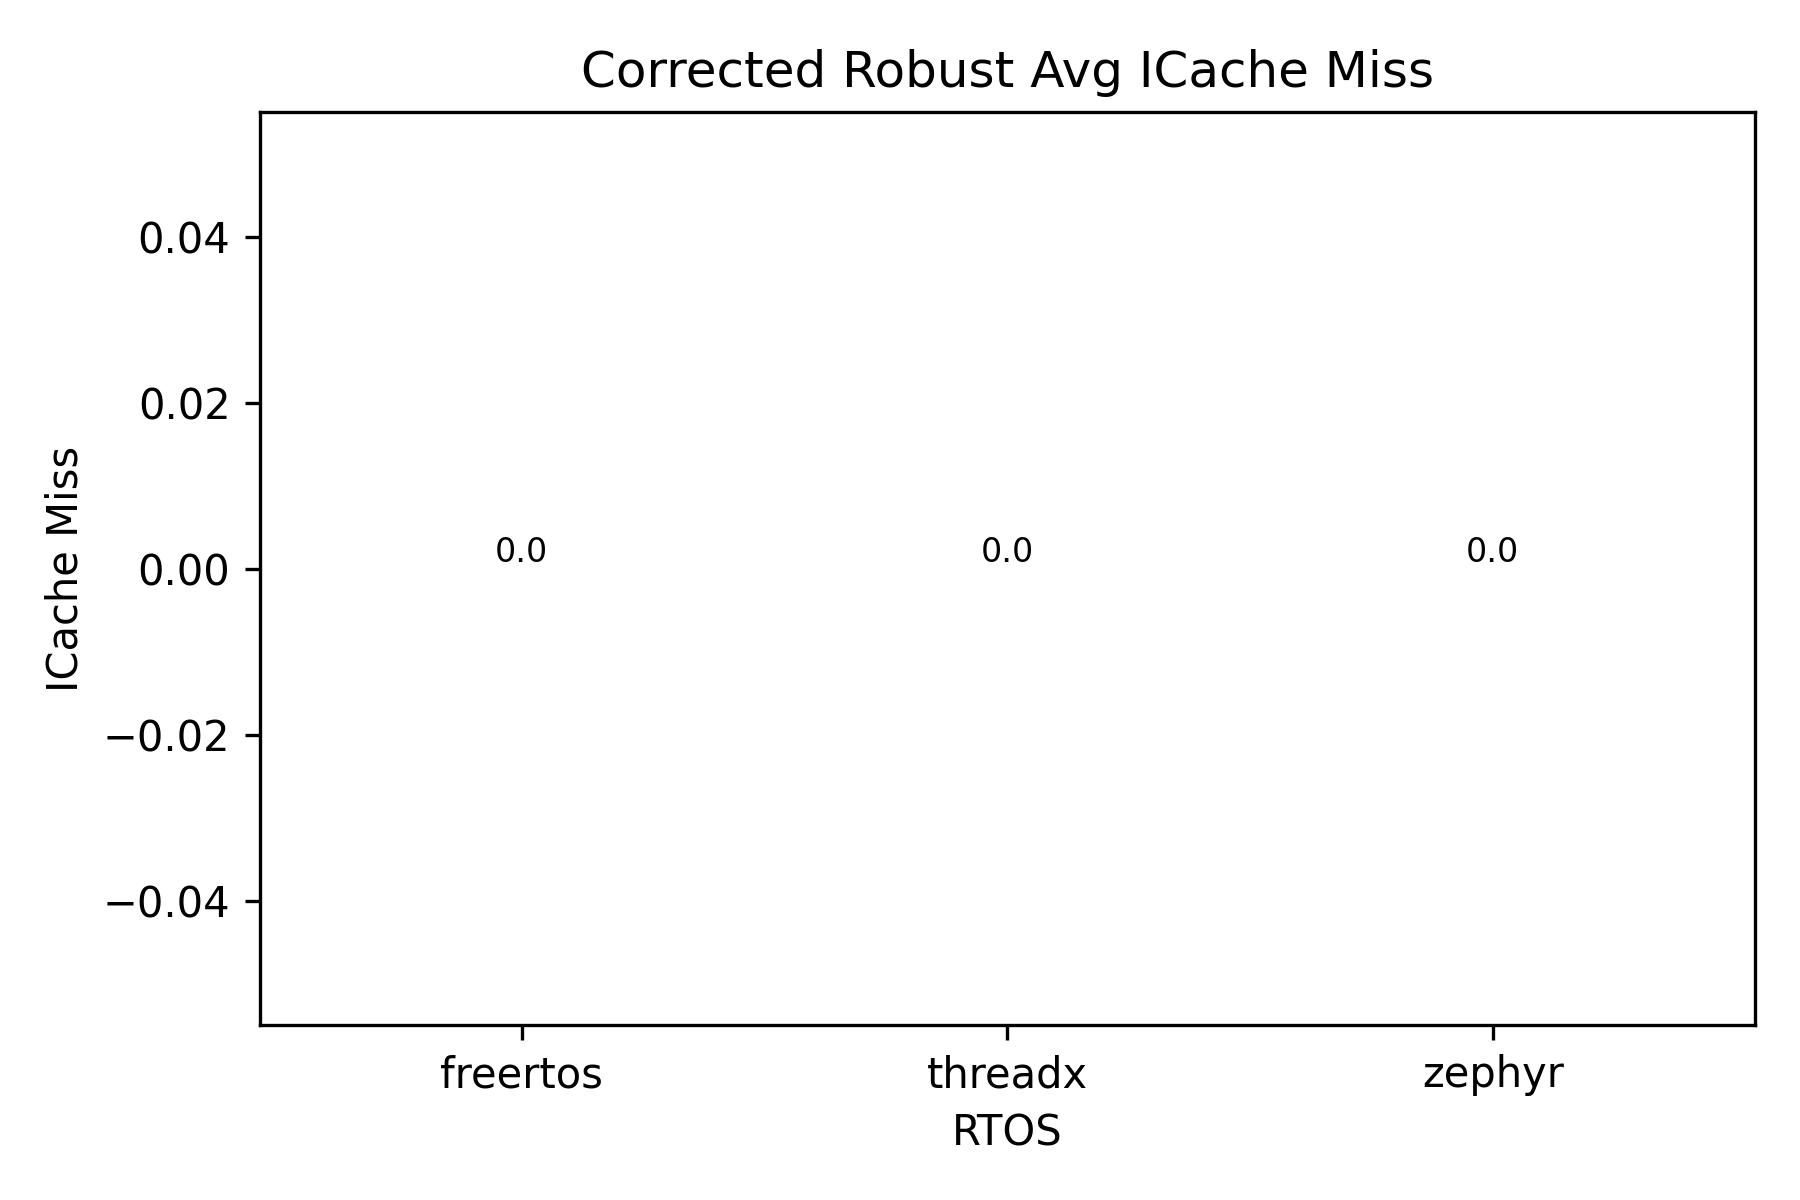 Corrected Robust Avg ICache Miss
0.04
0.02
0.00
−0.02
−0.04
ICache Miss
0.0 0.0 0.0
freertos threadx zephyr
RTOS